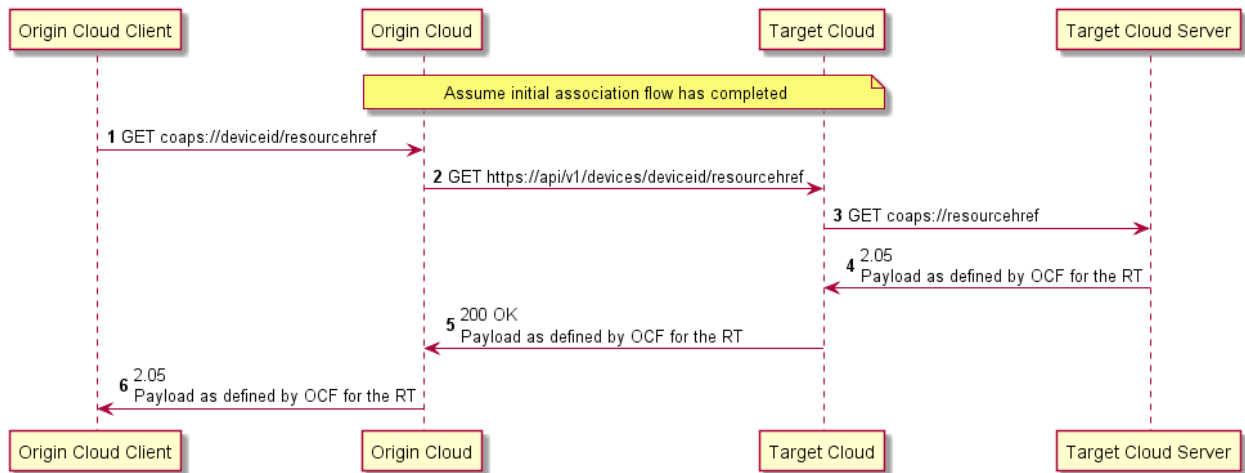 Origin Cloud Client
Origin Cloud
Target Cloud
Target Cloud Server
Assume initial association flow has completed
1 GET coaps://deviceid/resourcehref
2 GET https://api/v1/devices/deviceid/resourcehref
3 GET coaps://resourcehref
4 2.05
Payload as defined by OCF for the RT
5 200 OK
Payload as defined by OCF for the RT
6 2.05
Payload as defined by OCF for the RT
Origin Cloud Client
Origin Cloud
Target Cloud
Target Cloud Server